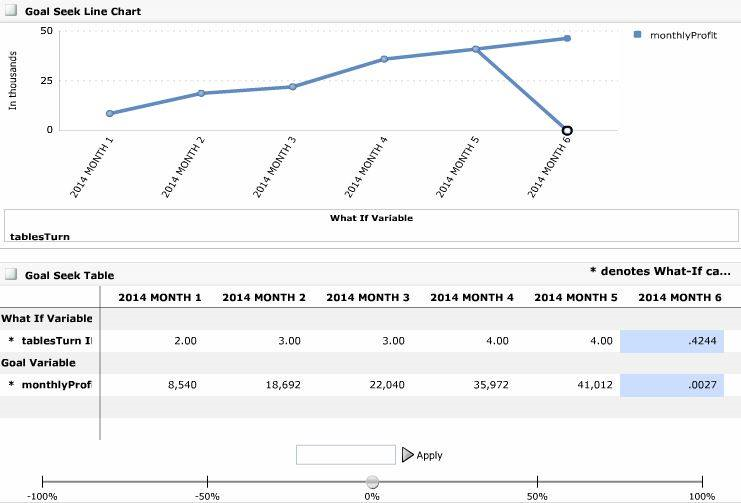 Goal Seek Line Chart
50
monthlyProfit
In thousands
25
0
2014 MONTH 1
2014 MONTH 2
2014 MONTH 3
2014 MONTH 4
2014 MONTH 5
2014 MONTH 6
What If Variable
tablesTurn
Goal Seek Table
* denotes What-If ca...
2014 MONTH 1 2014 MONTH 2 2014 MONTH 3 2014 MONTH 4 2014 MONTH 5 2014 MONTH 6
What If Variable
* tablesTurn I 2.00 3.00 3.00 4.00 4.00 .4244
Goal Variable
* monthlyProf 8,540 18,692 22,040 35,972 41,012 .0027
Apply
-100% -50% 0% 50% 100%